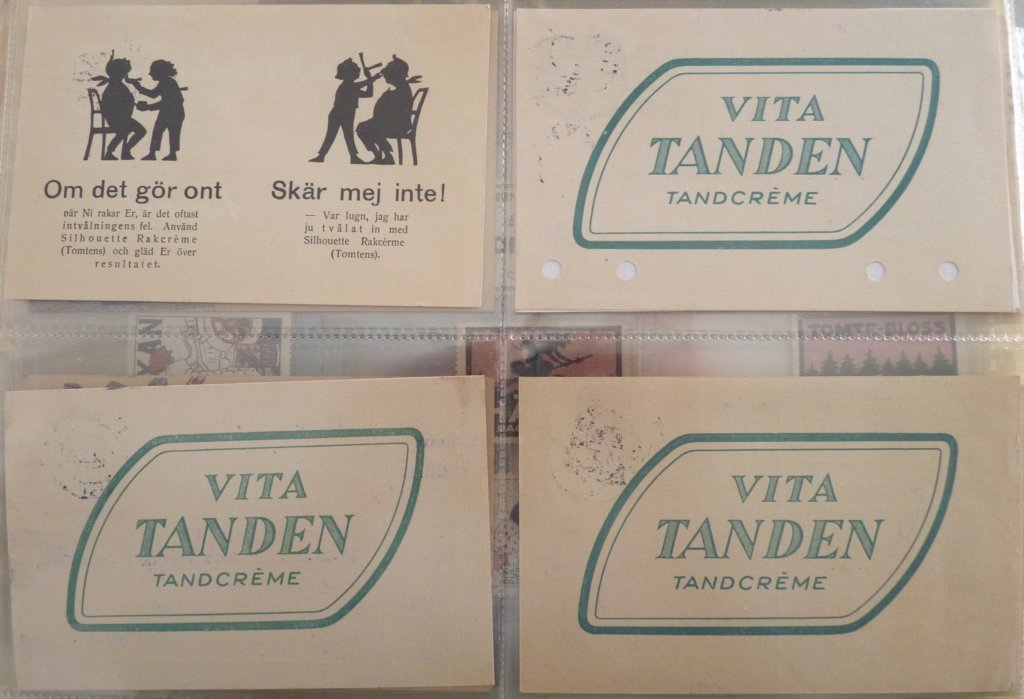 Om det gör ont
när Ni rakar Er, är det oftast
intvålningens fel. Använd
Silhouette Rakcrème
(Tomtens) och gläd Er över
resultatet.
Skär mej inte!
— Var lugn, jag har
ju tvålat in med
Silhouette Rakcèrme
(Tomtens).
VITA
TANDEN
TANDCRÈME
KAN
TOMTE-BLOSS
VITA
TANDEN
TANDCRÈME
VITA
TANDEN
TANDCRÈME